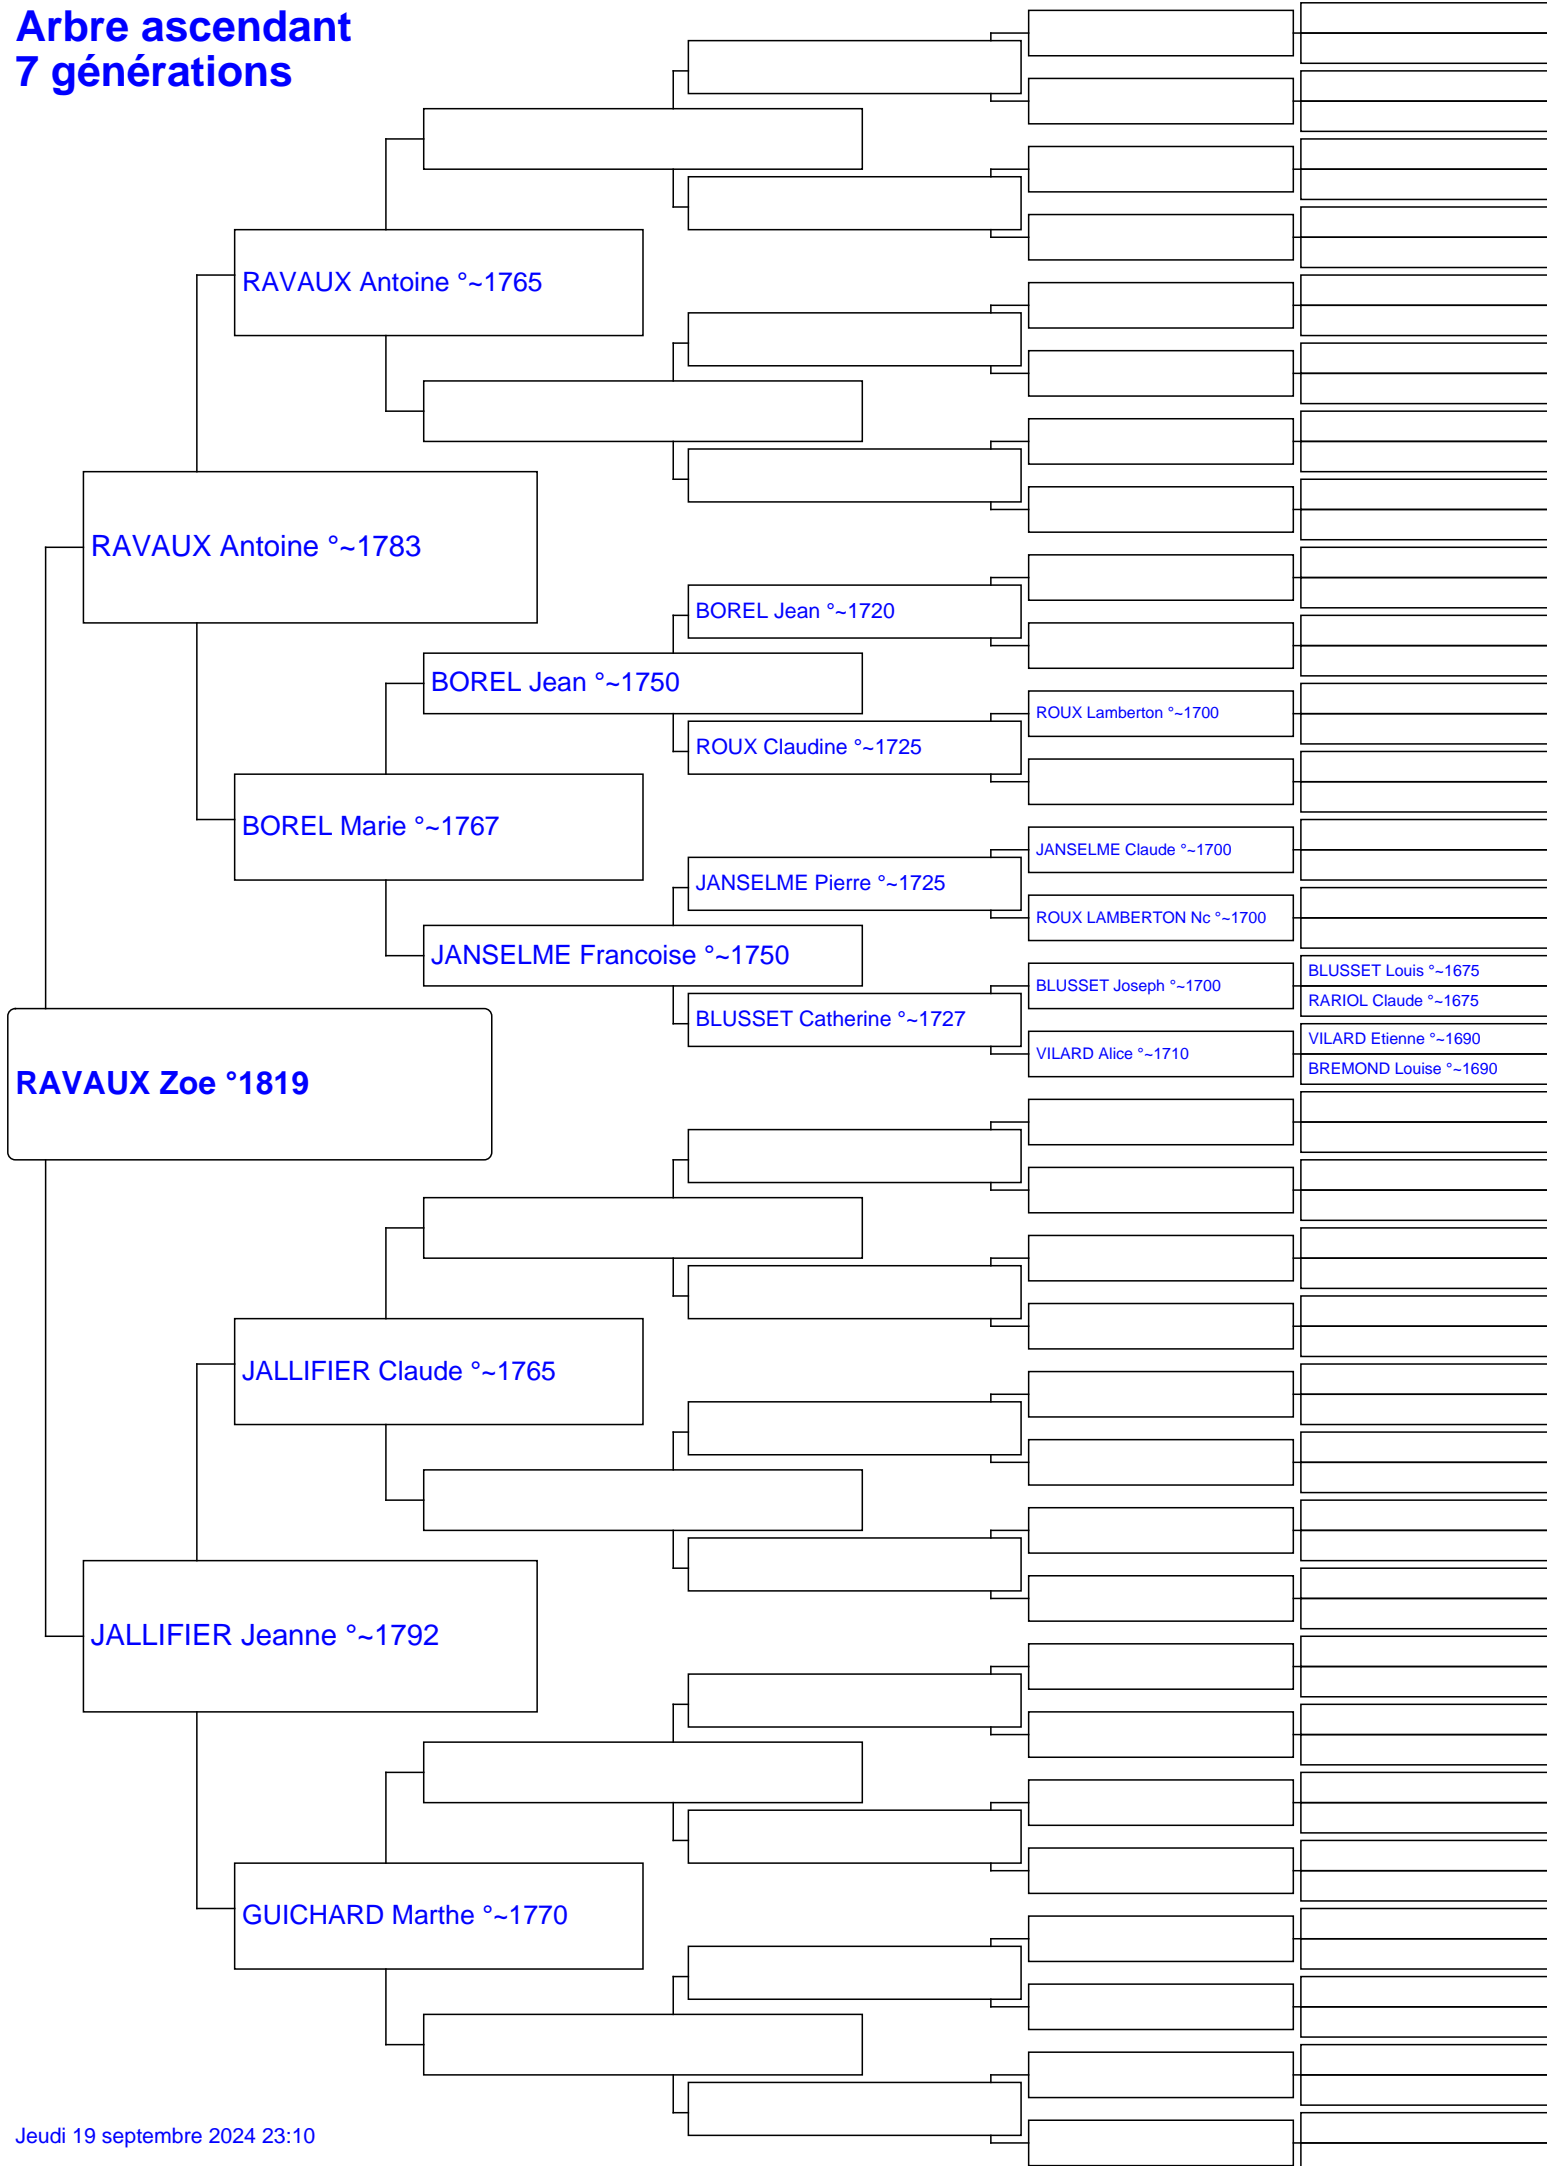 Arbre ascendant
7 générations
RAVAUX Antoine °~1765
RAVAUX Antoine °~1783
BOREL Jean °~1720
BOREL Jean °~1750
ROUX Lamberton °~1700
ROUX Claudine °~1725
BOREL Marie °~1767
JANSELME Claude °~1700
JANSELME Pierre °~1725
ROUX LAMBERTON Nc °~1700
JANSELME Francoise °~1750
BLUSSET Louis °~1675
BLUSSET Joseph °~1700
RARIOL Claude °~1675
BLUSSET Catherine °~1727
VILARD Etienne °~1690
VILARD Alice °~1710
BREMOND Louise °~1690
RAVAUX Zoe °1819
JALLIFIER Claude °~1765
JALLIFIER Jeanne °~1792
GUICHARD Marthe °~1770
Jeudi 19 septembre 2024 23:10